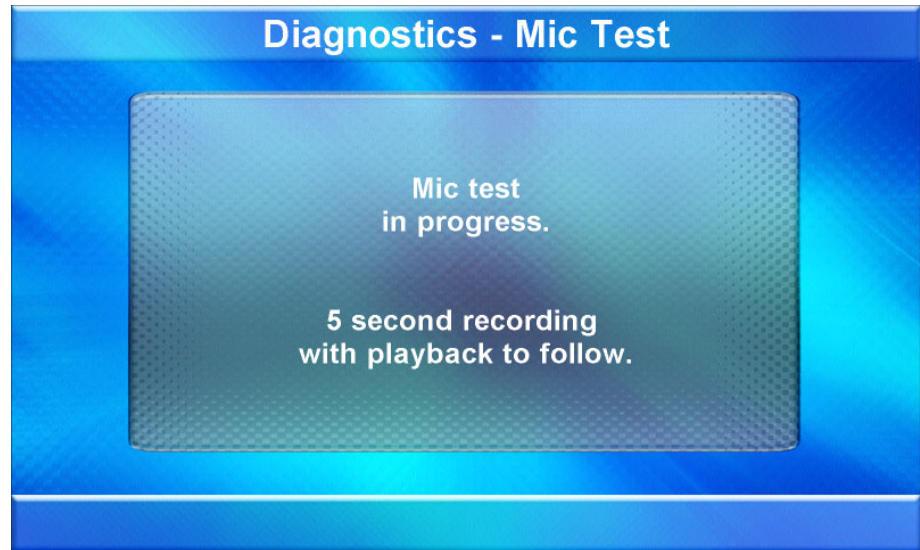 Diagnostics - Mic Test
Mic test
in progress.
5 second recording
with playback to follow.